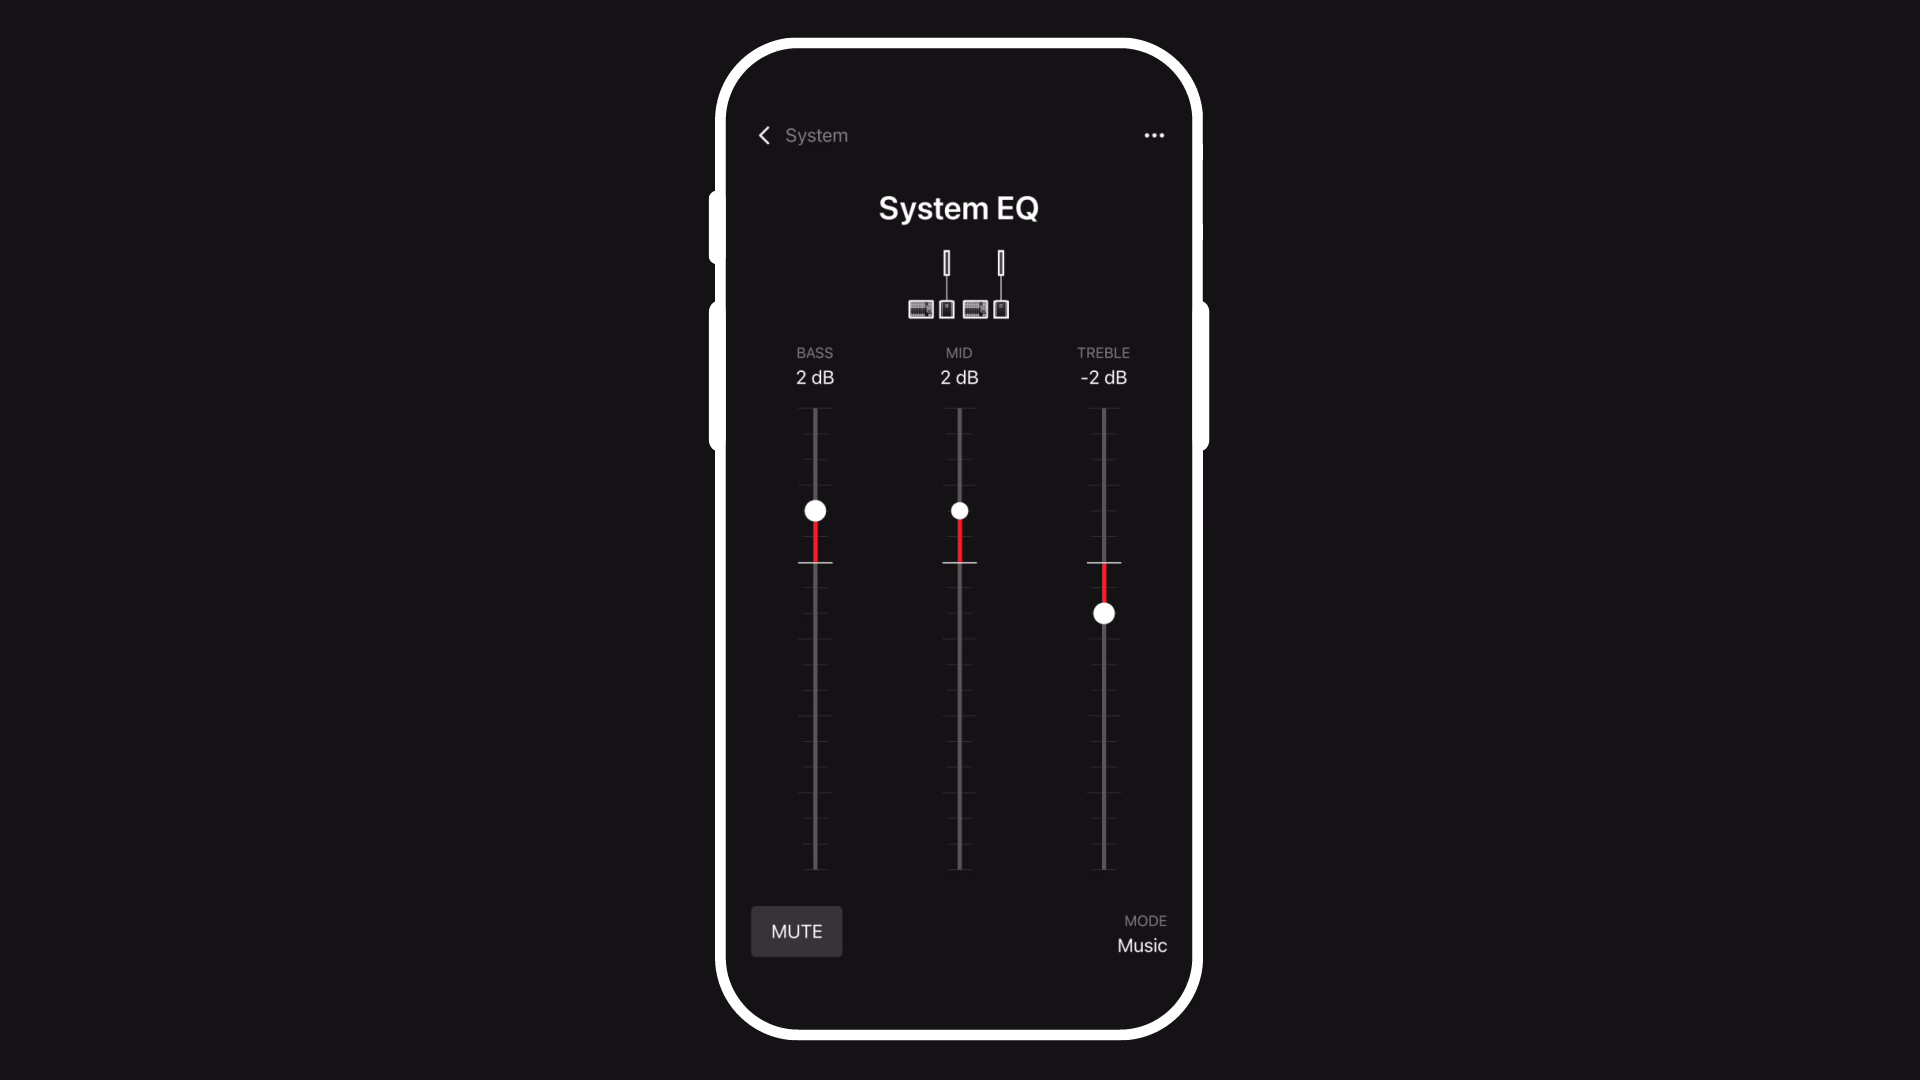 System
System EQ
BASS MID TREBLE
2 dB 2 dB -2 dB
MUTE
MODE
Music